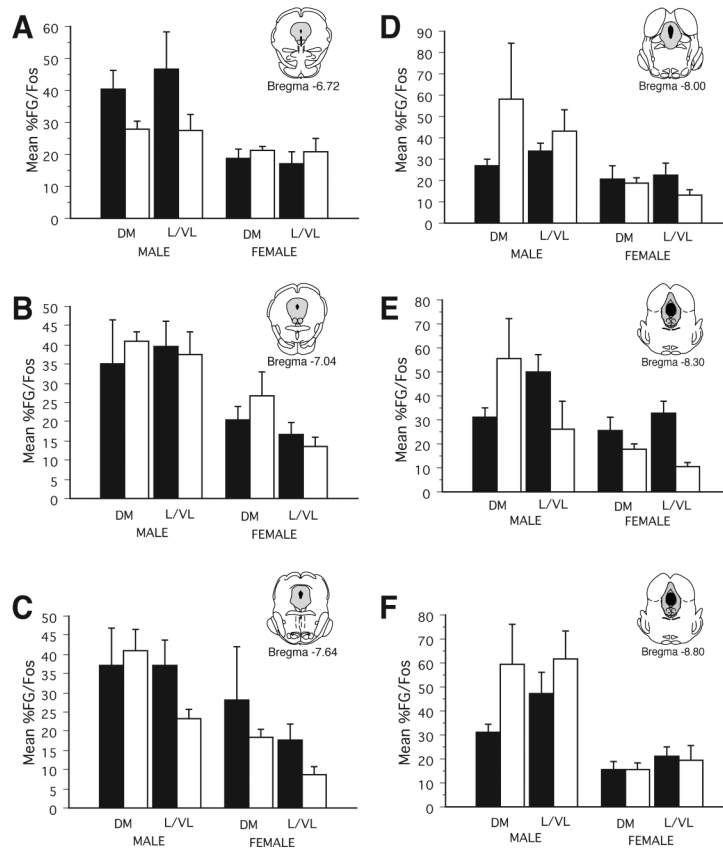 A
Mean %FG/Fos
60
50
40
30
20
10
0
Bregma -6.72
DM L/VL DM L/VL
MALE FEMALE
B
Mean %FG/Fos
50
45
40
35
30
25
20
15
10
5
0
Bregma -7.04
DM L/VL DM L/VL
MALE FEMALE
C
Mean %FG/Fos
50
45
40
35
30
25
20
15
10
5
0
Bregma -7.64
DM L/VL DM L/VL
MALE FEMALE
D
Mean %FG/Fos
90
80
70
60
50
40
30
20
10
0
Bregma -8.00
DM L/VL DM L/VL
MALE FEMALE
E
Mean %FG/Fos
80
70
60
50
40
30
20
10
0
Bregma -8.30
DM L/VL DM L/VL
MALE FEMALE
F
Mean %FG/Fos
80
70
60
50
40
30
20
10
0
Bregma -8.80
DM L/VL DM L/VL
MALE FEMALE